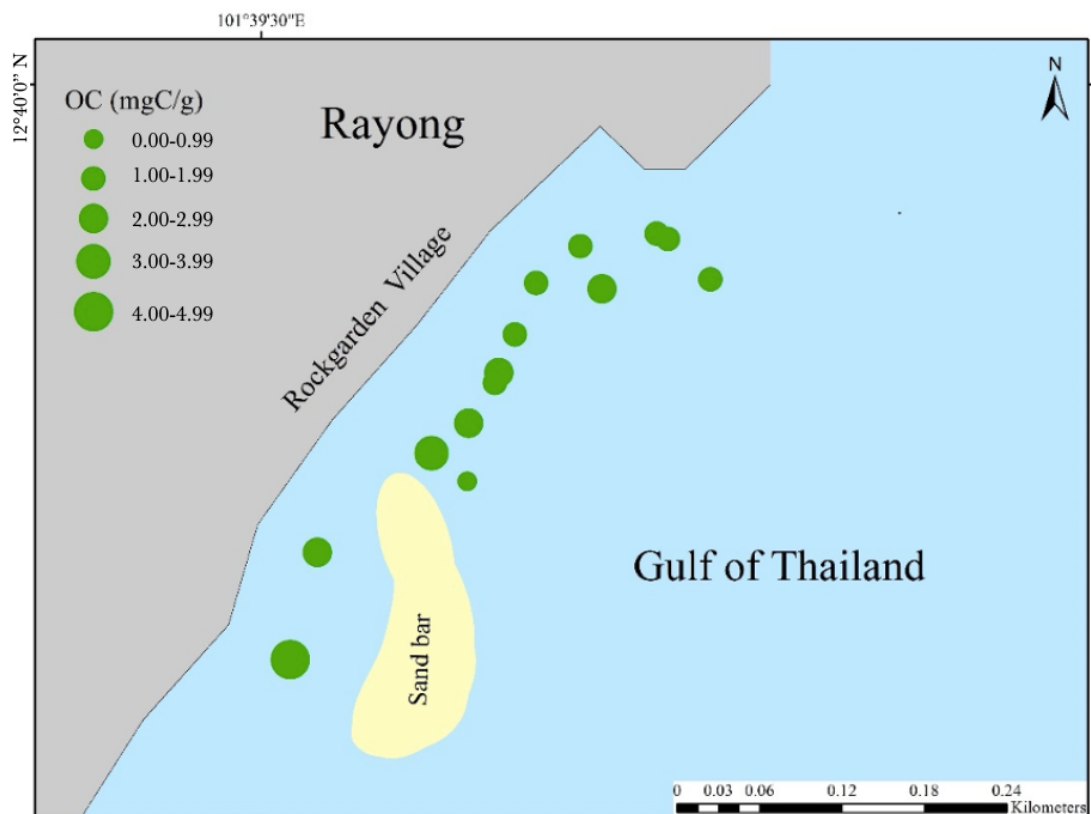 101°39'30"E
12°40'0" N
OC (mgC/g)
0.00-0.99
1.00-1.99
2.00-2.99
3.00-3.99
4.00-4.99
Rayong
N
Rockgarden Village
Gulf of Thailand
Sand bar
0 0.03 0.06 0.12 0.18 0.24
Kilometers